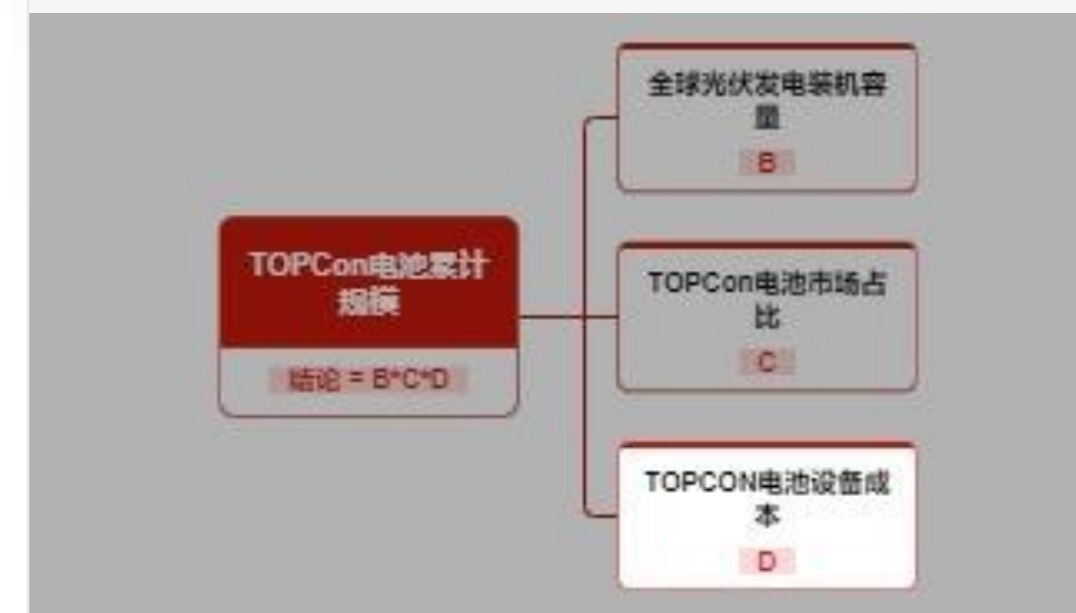 TOPCon电池累计
规模
结论 = B*C*D
全球光伏发电装机容
量
B
TOPCon电池市场占
比
C
TOPCON电池设备成
本
D